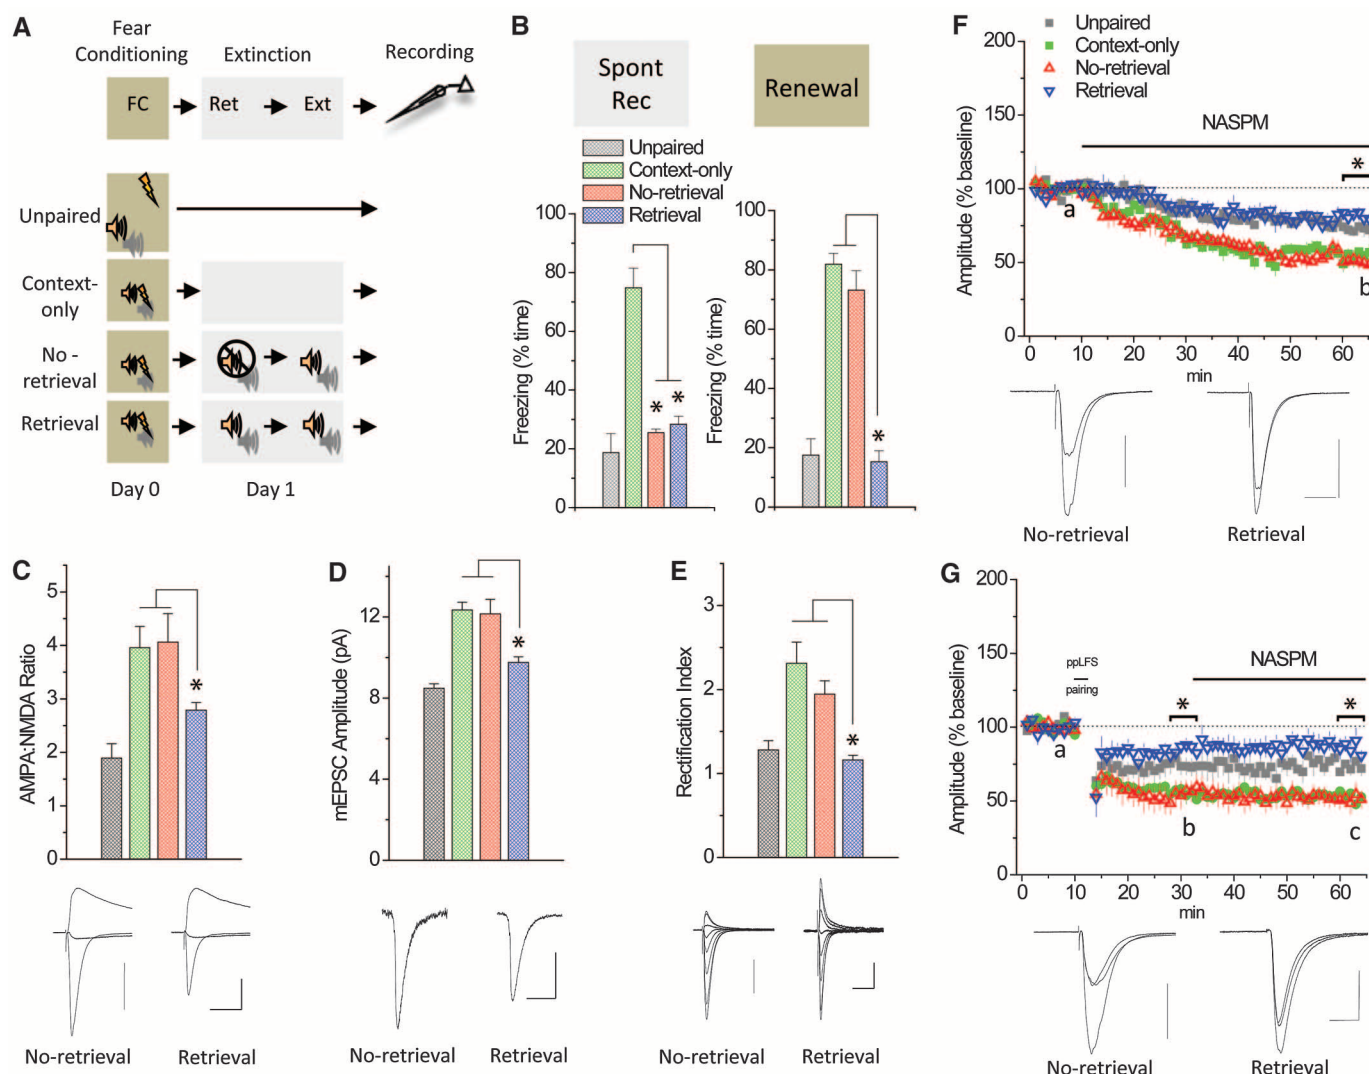 A
Fear
Conditioning
Extinction
Recording
FC
Ret
Ext
Unpaired
Context-
only
No -
retrieval
Retrieval
Day 0
Day 1
B
Spont
Rec
Renewal
Unpaired
Context-only
No-retrieval
Retrieval
Freezing (% time)
100
80
60
40
20
0
*
*
Freezing (% time)
100
80
60
40
20
0
*
C
AMPA:NMDA Ratio
5
4
3
2
1
0
*
No-retrieval
Retrieval
D
mEPSC Amplitude (pA)
12
8
4
0
*
No-retrieval
Retrieval
E
Rectification Index
3
2
1
0
*
No-retrieval
Retrieval
F
Unpaired
Context-only
No-retrieval
Retrieval
Amplitude (% baseline)
200
150
100
50
0
NASPM
*
a
b
0 10 20 30 40 50 60
min
No-retrieval
Retrieval
G
Amplitude (% baseline)
200
150
100
50
0
ppLFS
pairing
NASPM
*
*
a
b
c
0 10 20 30 40 50 60
min
No-retrieval
Retrieval